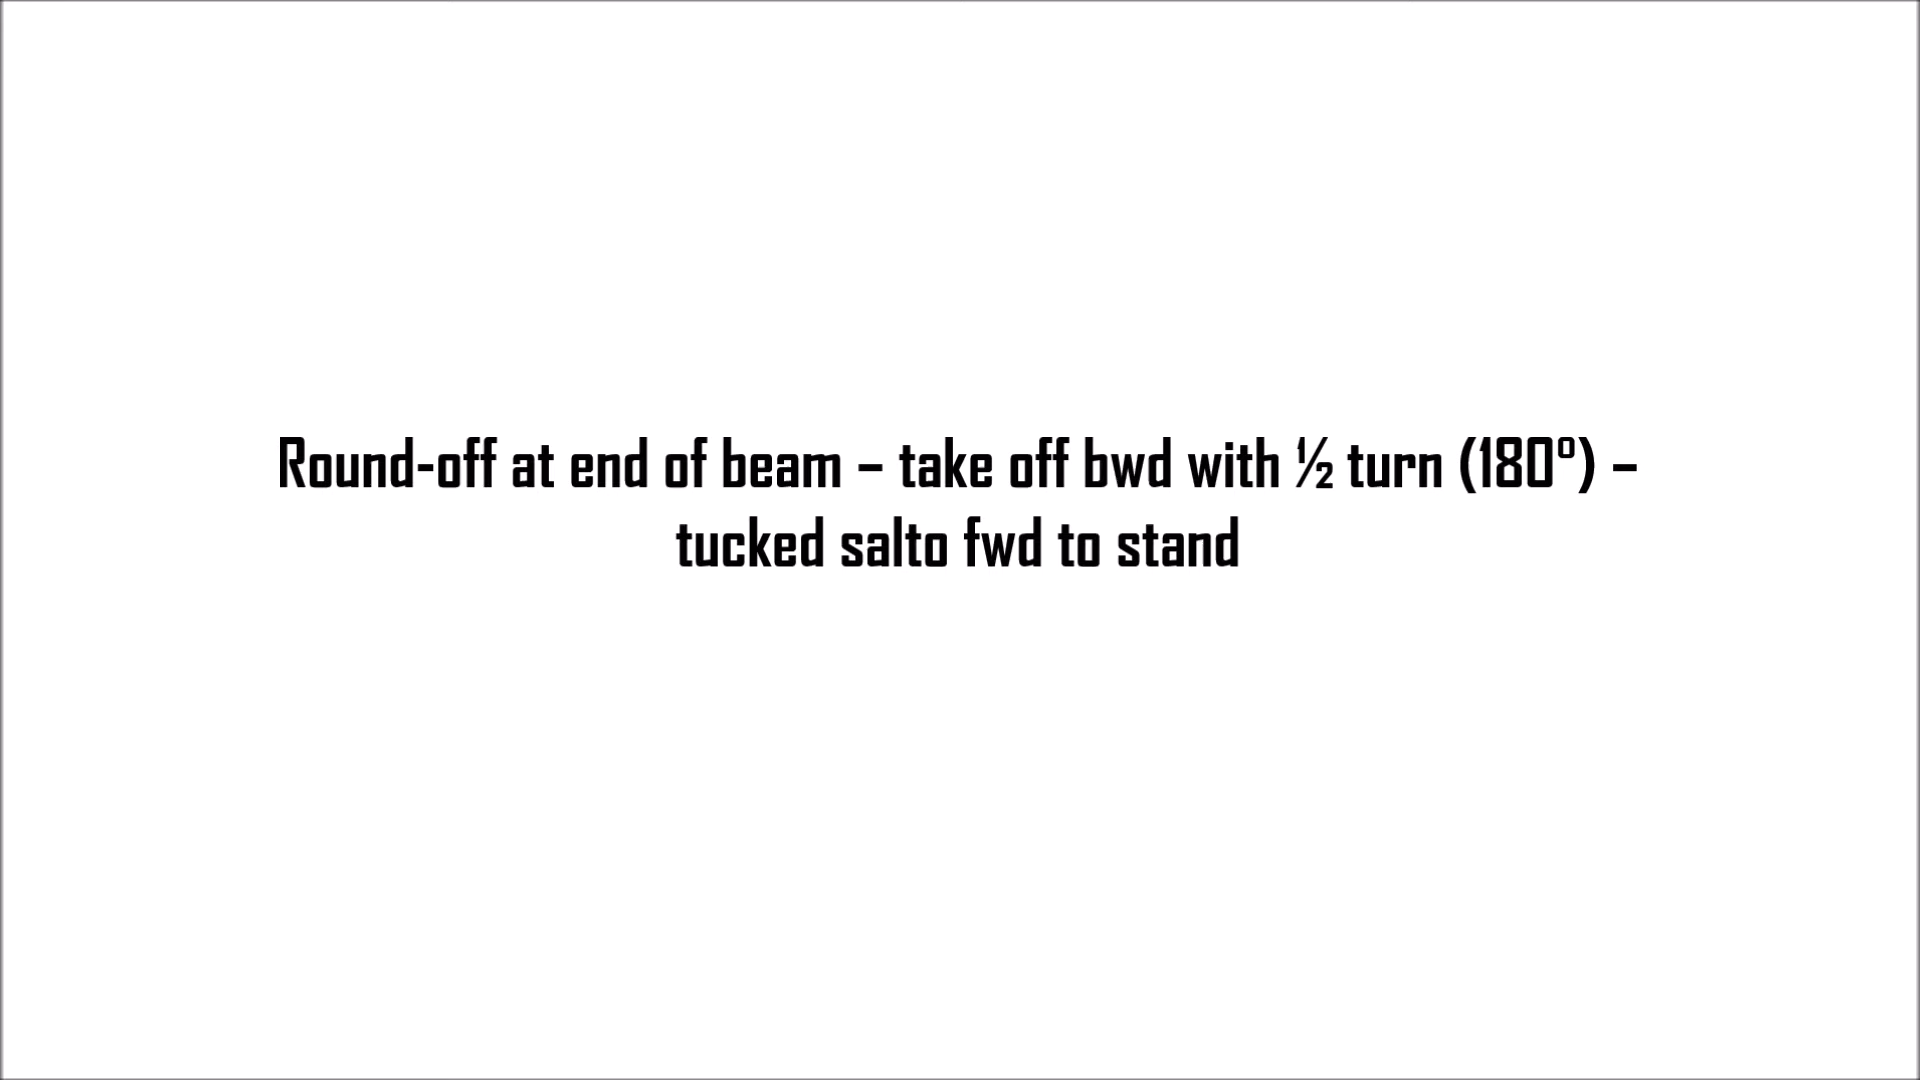 Round-off at end of beam – take off bwd with ½ turn (180°) –
tucked salto fwd to stand